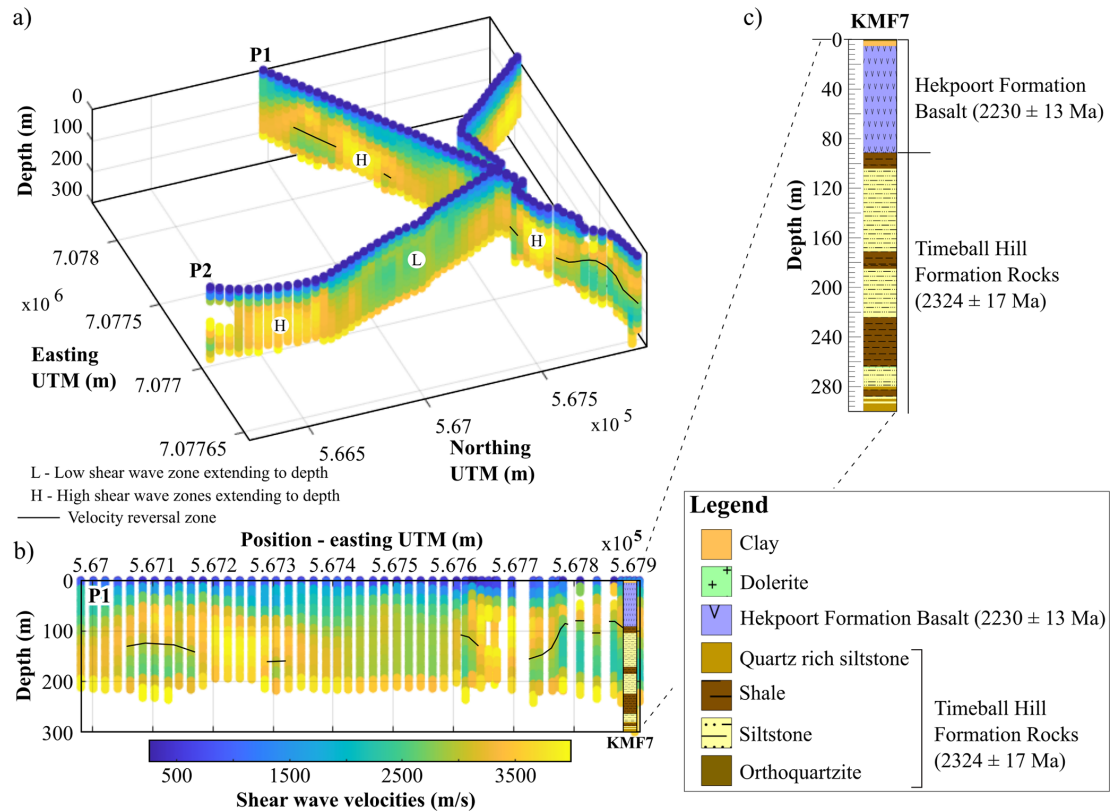 a)
P1
0
100
200
300
Depth (m)
H
H
L
P2
H
7.078
x10⁶
7.0775
Easting
UTM (m)
7.077
7.07765
5.665
5.67
5.675
x10⁵
Northing
UTM (m)
L - Low shear wave zone extending to depth
H - High shear wave zones extending to depth
Velocity reversal zone
b)
Position - easting UTM (m)
x10⁵
5.67 5.671 5.672 5.673 5.674 5.675 5.676 5.677 5.678 5.679
P1
0
100
200
300
Depth (m)
KMF7
500 1500 2500 3500
Shear wave velocities (m/s)
c)
KMF7
0
40
80
120
160
200
240
280
Depth (m)
Hekpoort Formation
Basalt (2230 ± 13 Ma)
Timeball Hill
Formation Rocks
(2324 ± 17 Ma)
Legend
Clay
Dolerite
Hekpoort Formation Basalt (2230 ± 13 Ma)
Quartz rich siltstone
Shale
Siltstone
Orthoquartzite
Timeball Hill
Formation Rocks
(2324 ± 17 Ma)